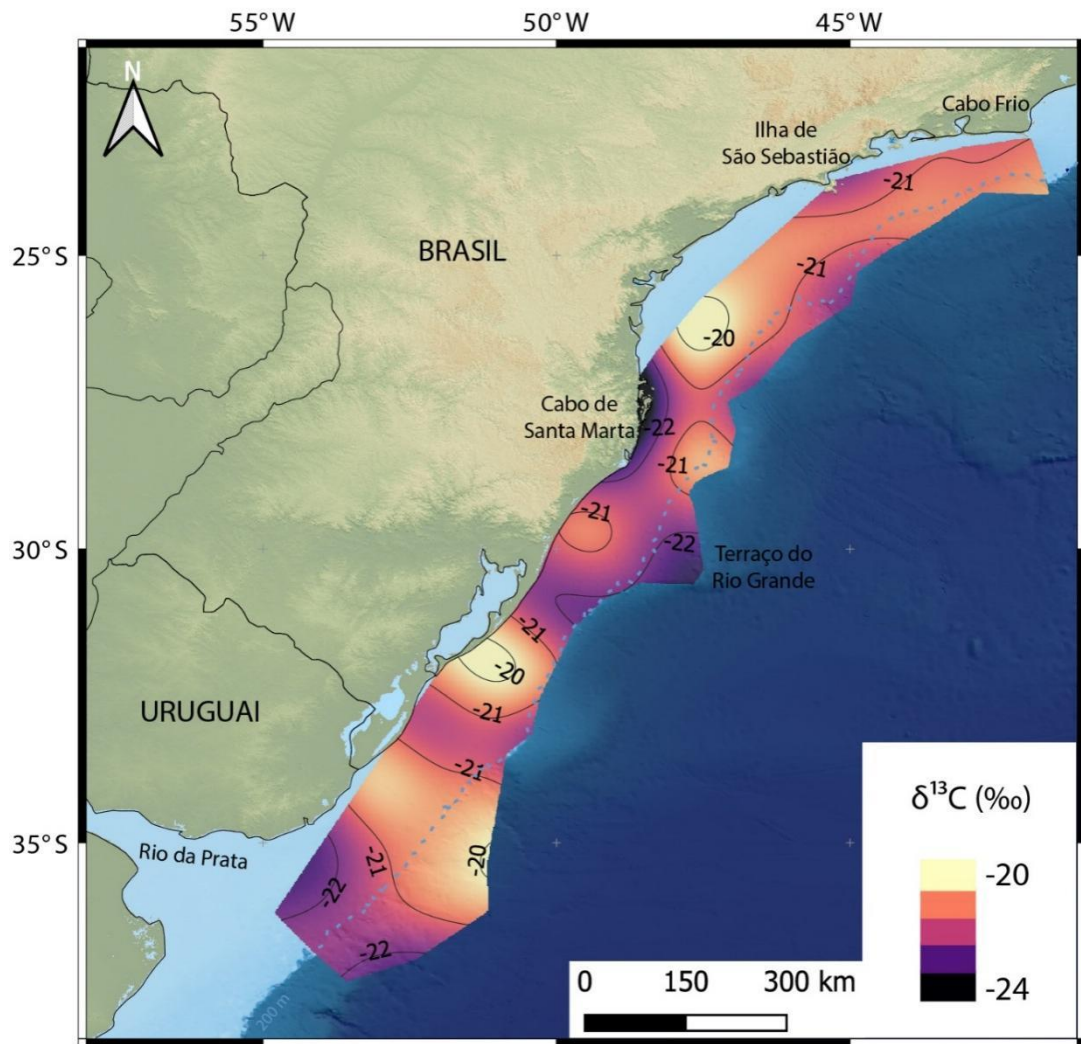 55°W 50°W 45°W
N
Cabo Frio
Ilha de
São Sebastião
-21
25°S
BRASIL
-21
-20
Cabo de
Santa Marta
-22
-21
-21
30°S
-22
Terraço do
Rio Grande
-21
-20
URUGUAI
-21
-21
δ¹³C (‰)
35°S
Rio da Prata
-21
-20
-20
-22
-22
0 150 300 km
-24
200 m